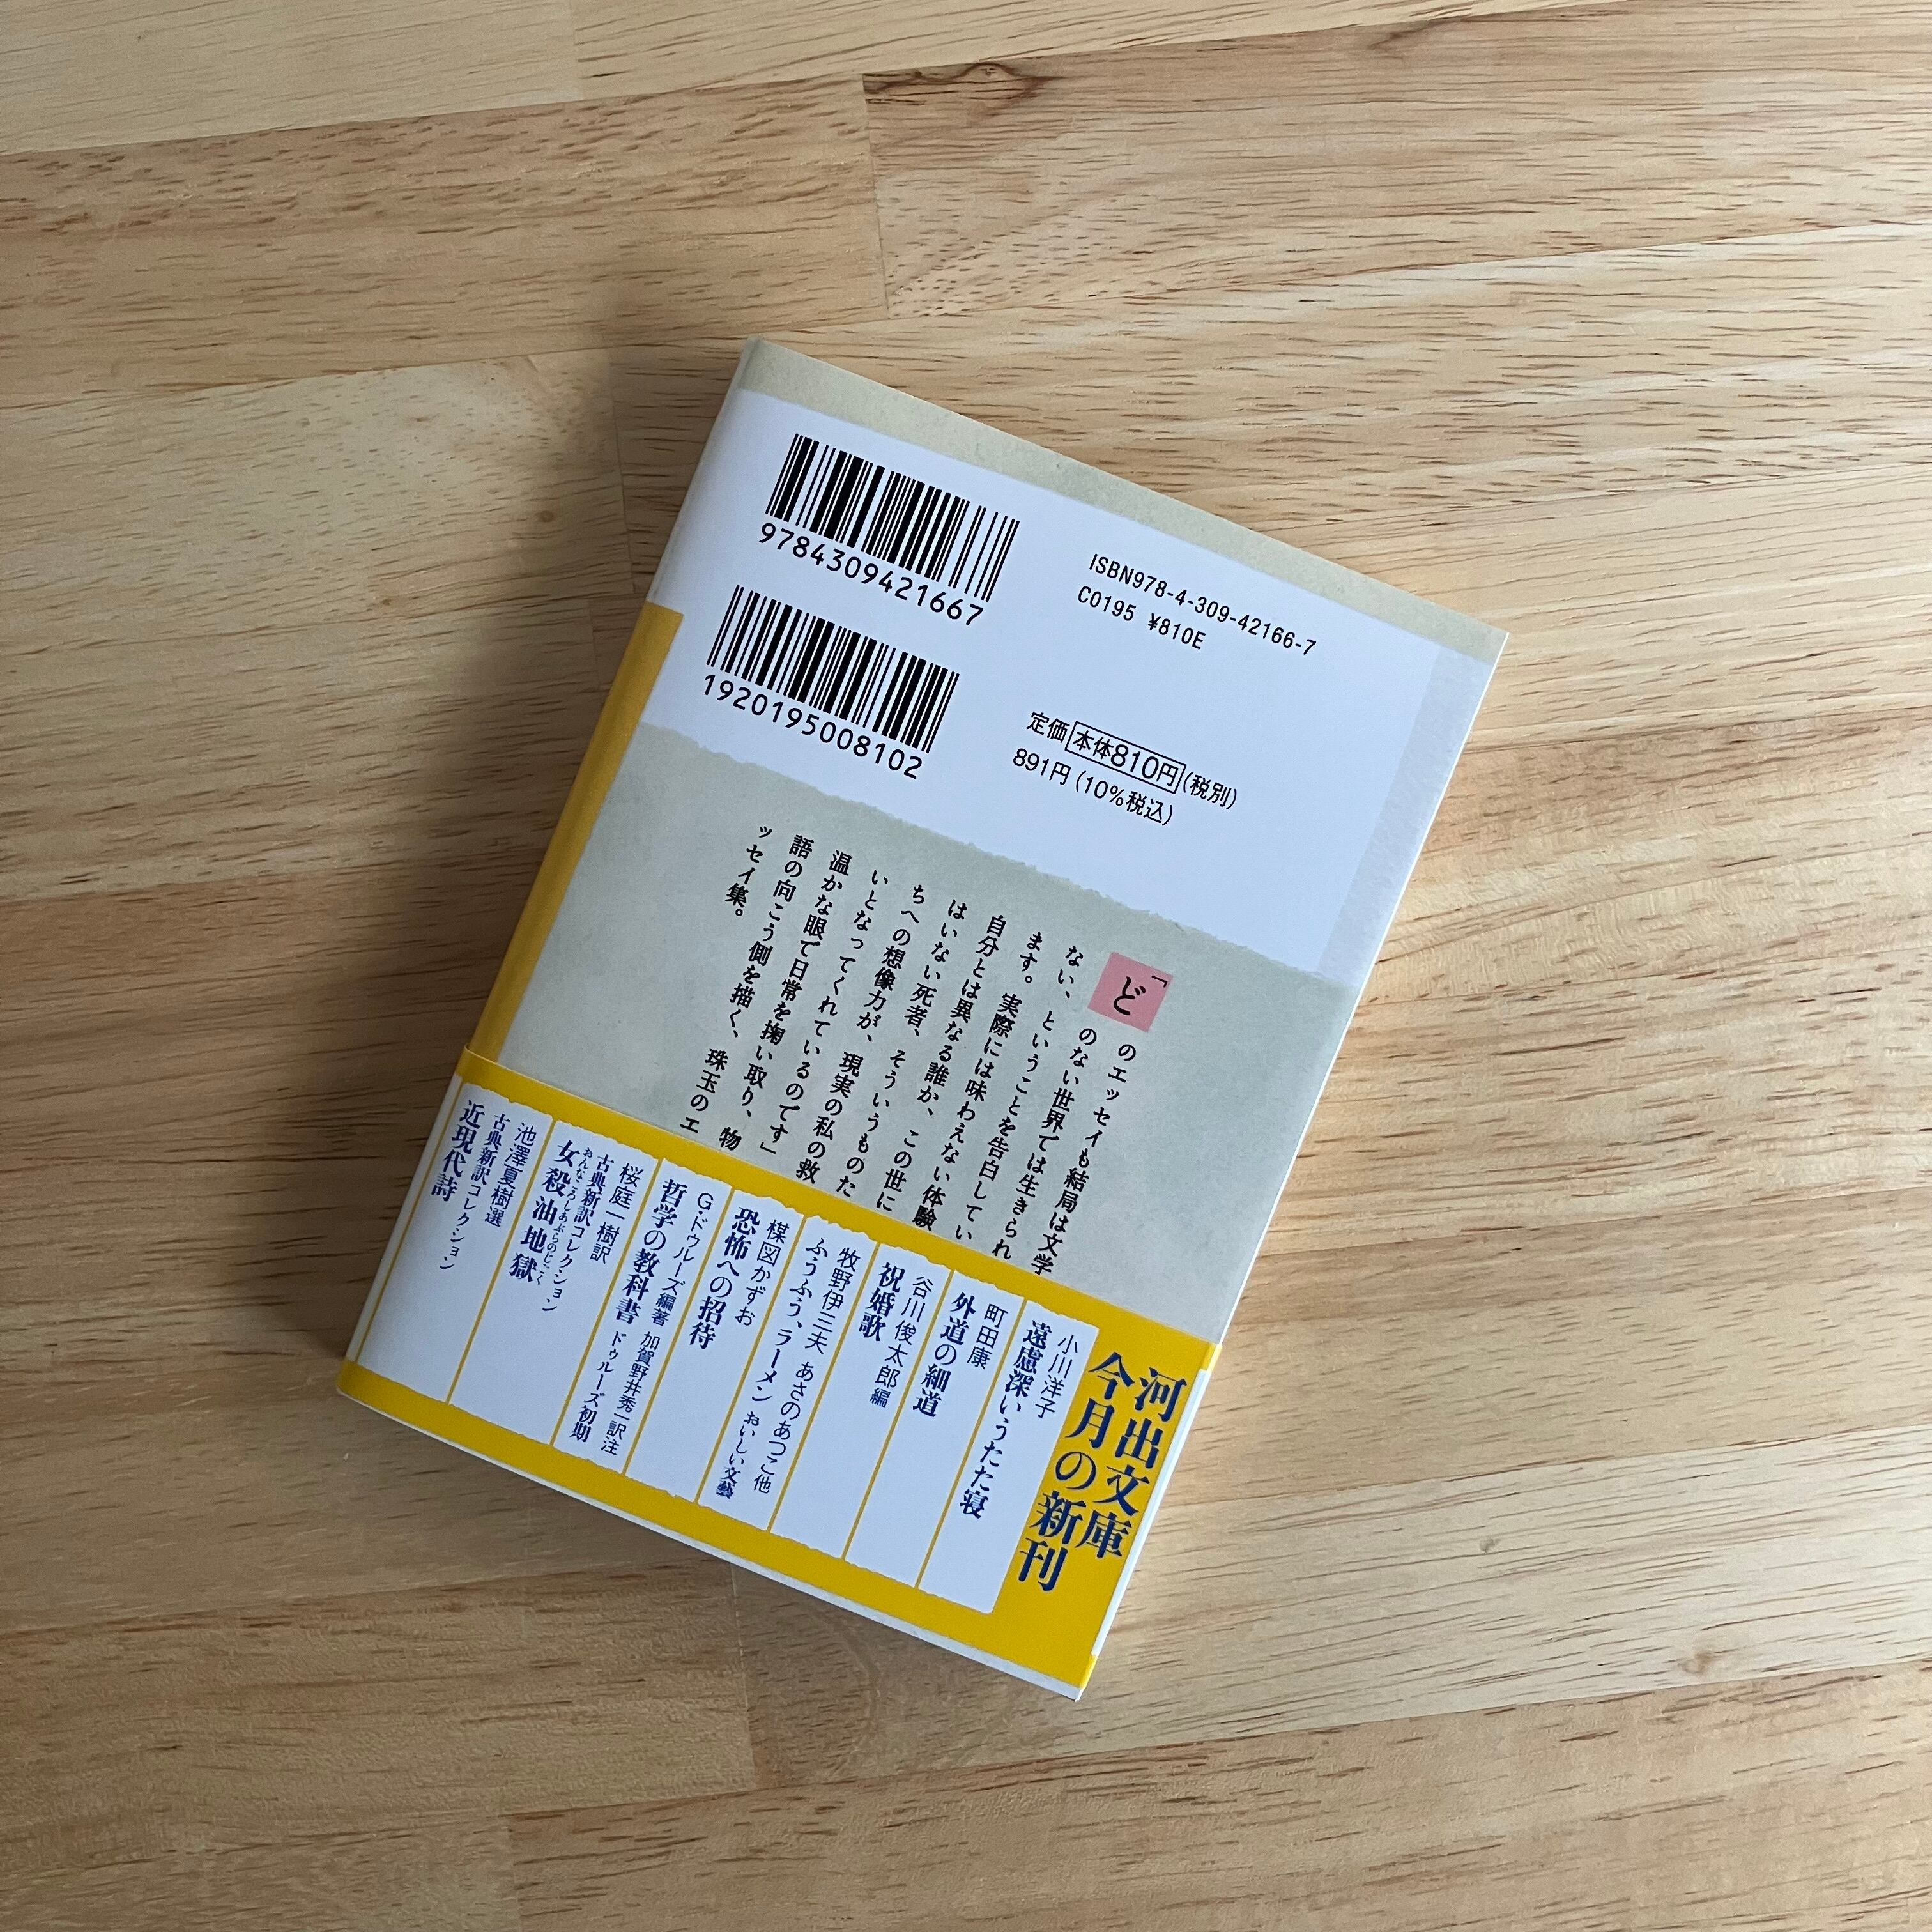 9784309421667
ISBN978-4-309-42166-7
C0195 ¥810E
1920195008102
定価本体810円(税別)
891円(10%税込)
「どのエッセイも結局は文学
のない世界では生きられ
ない、ということを告白してい
ます。実際には味わえない体験
自分とは異なる誰か、この世に
はいない死者、そういうものた
ちへの想像力が、現実の私の救
いとなってくれているのです」
温かな眼で日常を掬い取り、物
語の向こう側を描く、珠玉のエ
ッセイ集。
河出文庫
今月の新刊
小川洋子
遠慮深いうたた寝
町田康
外道の細道
谷川俊太郎編
祝婚歌
牧野伊三夫 あさのあつこ他
ふうふう、ラーメン おいしい文藝
楳図かずお
恐怖への招待
G・ドゥルーズ編著 加賀野井秀一訳注
哲学の教科書 ドゥルーズ初期
桜庭一樹訳
古典新訳コレクション
女殺油地獄
おんなころしあぶらのじごく
池澤夏樹選
古典新訳コレクション
近現代詩